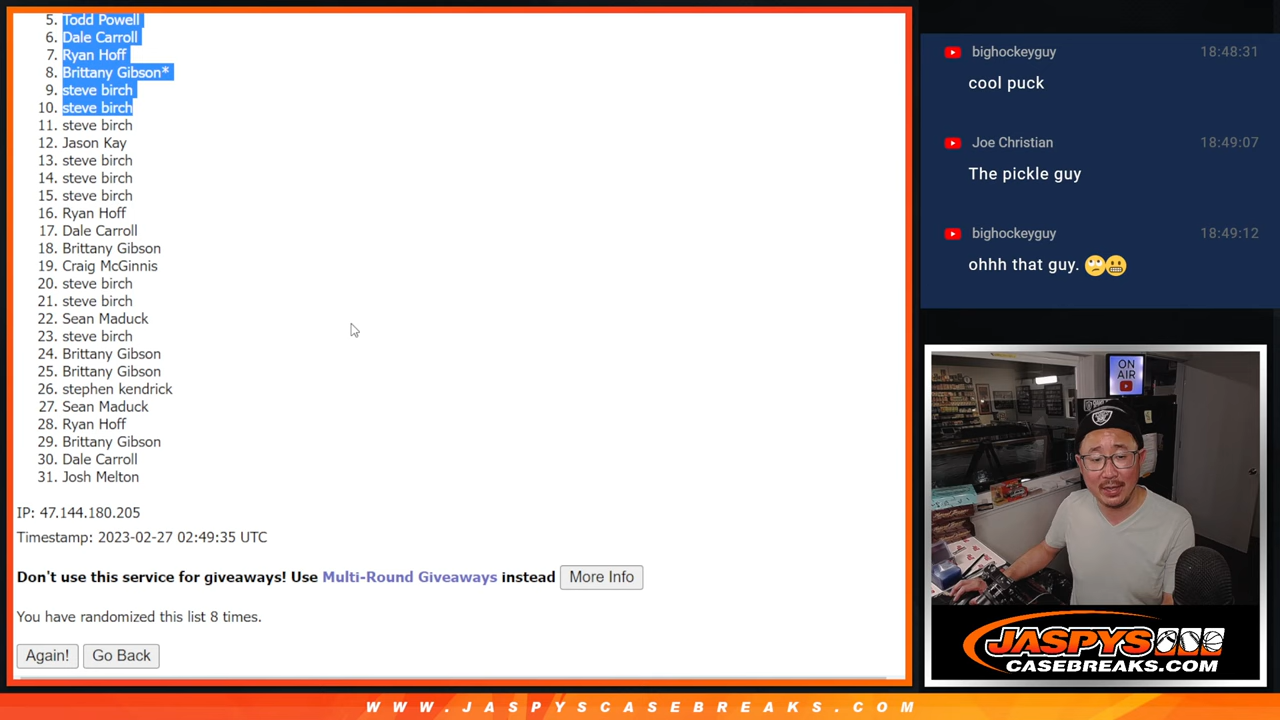 5. Todd Powell
6. Dale Carroll
7. Ryan Hoff
8. Brittany Gibson*
9. steve birch
10. steve birch
11. steve birch
12. Jason Kay
13. steve birch
14. steve birch
15. steve birch
16. Ryan Hoff
17. Dale Carroll
18. Brittany Gibson
19. Craig McGinnis
20. steve birch
21. steve birch
22. Sean Maduck
23. steve birch
24. Brittany Gibson
25. Brittany Gibson
26. stephen kendrick
27. Sean Maduck
28. Ryan Hoff
29. Brittany Gibson
30. Dale Carroll
31. Josh Melton
IP: 47.144.180.205
Timestamp: 2023-02-27 02:49:35 UTC
Don't use this service for giveaways! Use Multi-Round Giveaways instead More Info
You have randomized this list 8 times.
Again! Go Back
bighockeyguy 18:48:31
cool puck
Joe Christian 18:49:07
The pickle guy
bighockeyguy 18:49:12
ohhh that guy. 🙄😬
ON
AIR
JASPYS
CASEBREAKS.COM
WWW.JASPYSCASEBREAKS.COM